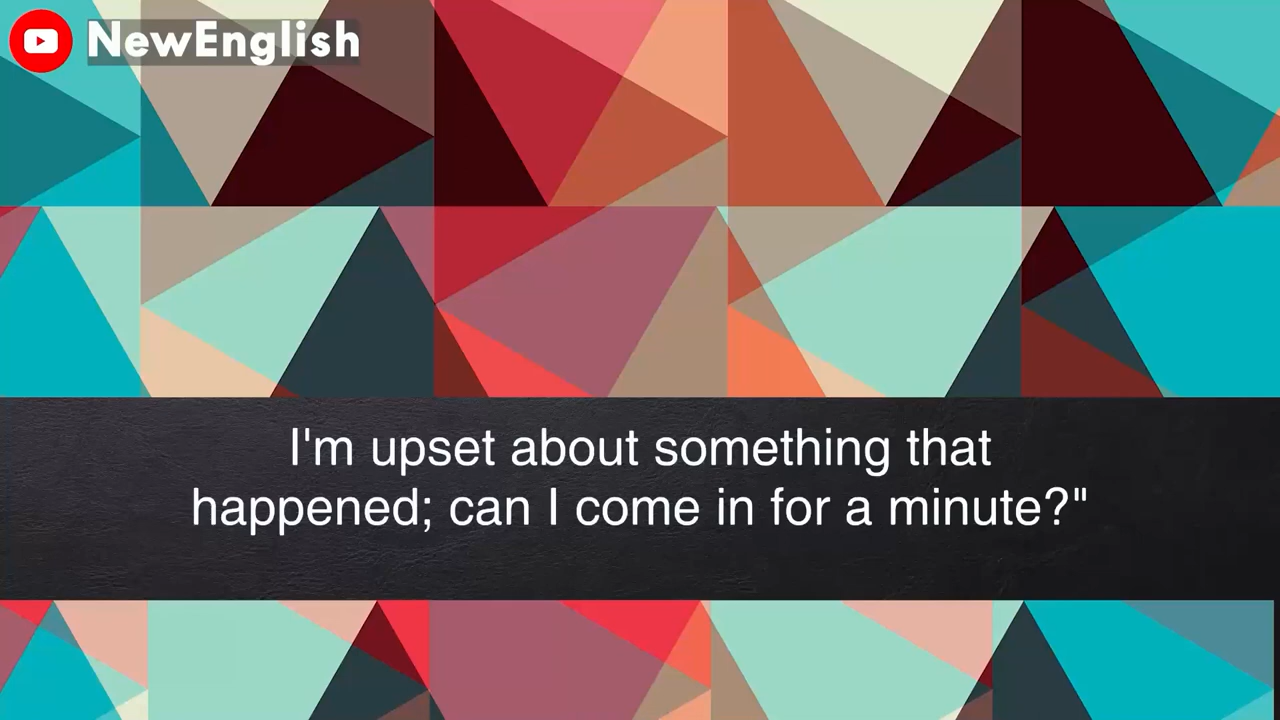 NewEnglish
I'm upset about something that
happened; can I come in for a minute?"